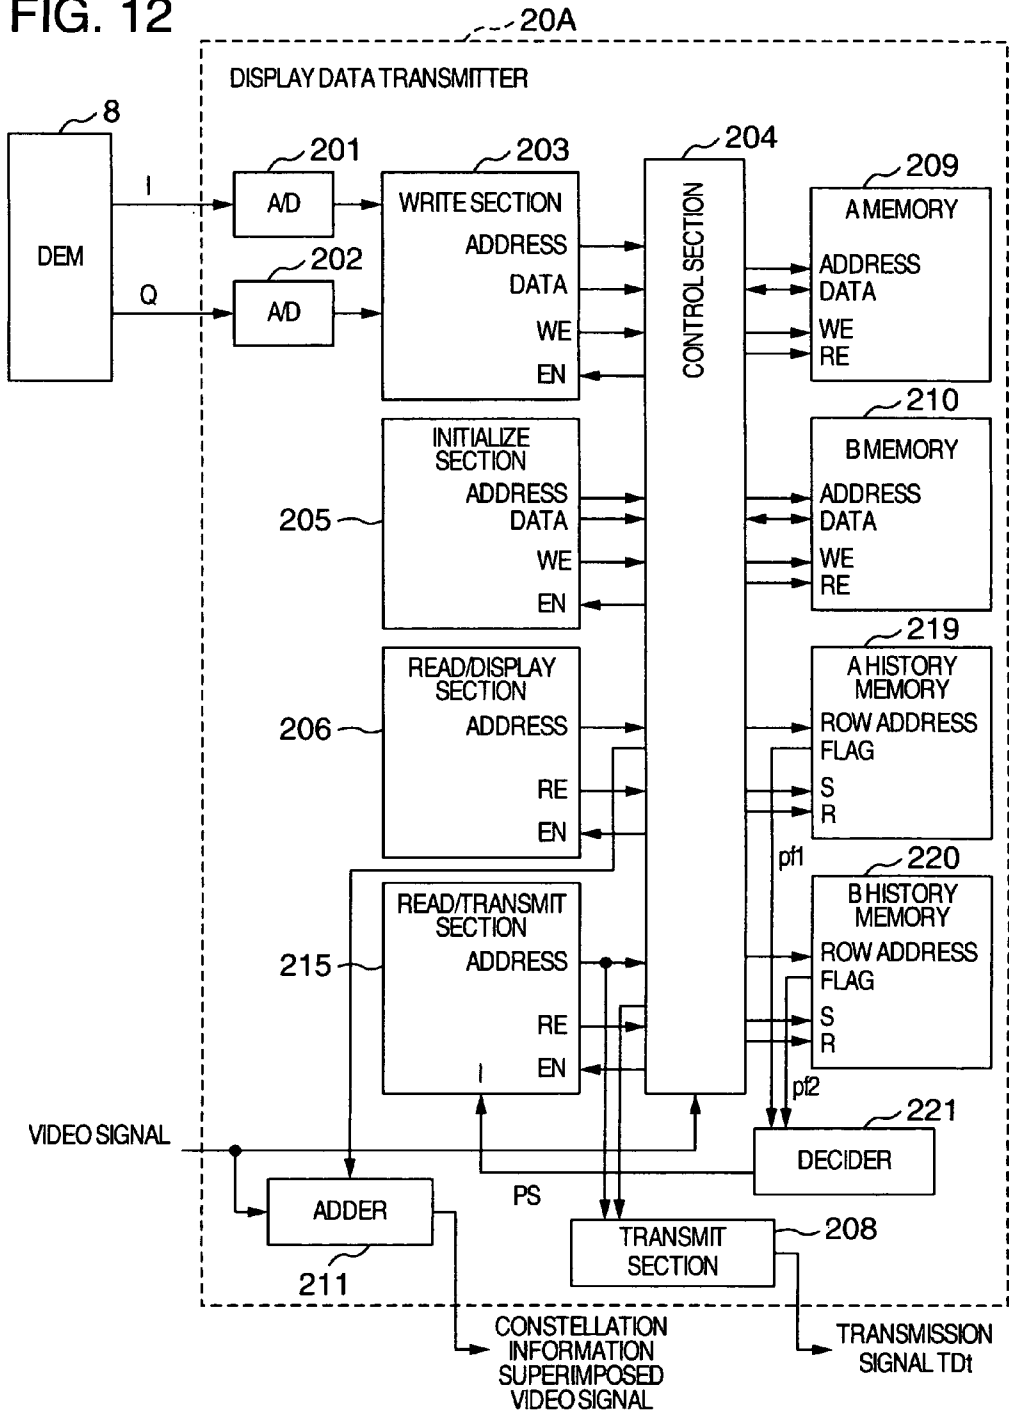 FIG. 12
20A
DISPLAY DATA TRANSMITTER
8
DEM
I
Q
201
A/D
202
A/D
203
WRITE SECTION
ADDRESS
DATA
WE
EN
204
CONTROL SECTION
209
A MEMORY
ADDRESS
DATA
WE
RE
210
B MEMORY
ADDRESS
DATA
WE
RE
205
INITIALIZE
SECTION
ADDRESS
DATA
WE
EN
206
READ/DISPLAY
SECTION
ADDRESS
RE
EN
219
A HISTORY
MEMORY
ROW ADDRESS
FLAG
S
R
pf1
220
B HISTORY
MEMORY
ROW ADDRESS
FLAG
S
R
pf2
215
READ/TRANSMIT
SECTION
ADDRESS
RE
EN
I
221
DECIDER
VIDEO SIGNAL
PS
ADDER
211
208
TRANSMIT
SECTION
CONSTELLATION
INFORMATION
SUPERIMPOSED
VIDEO SIGNAL
TRANSMISSION
SIGNAL TDt